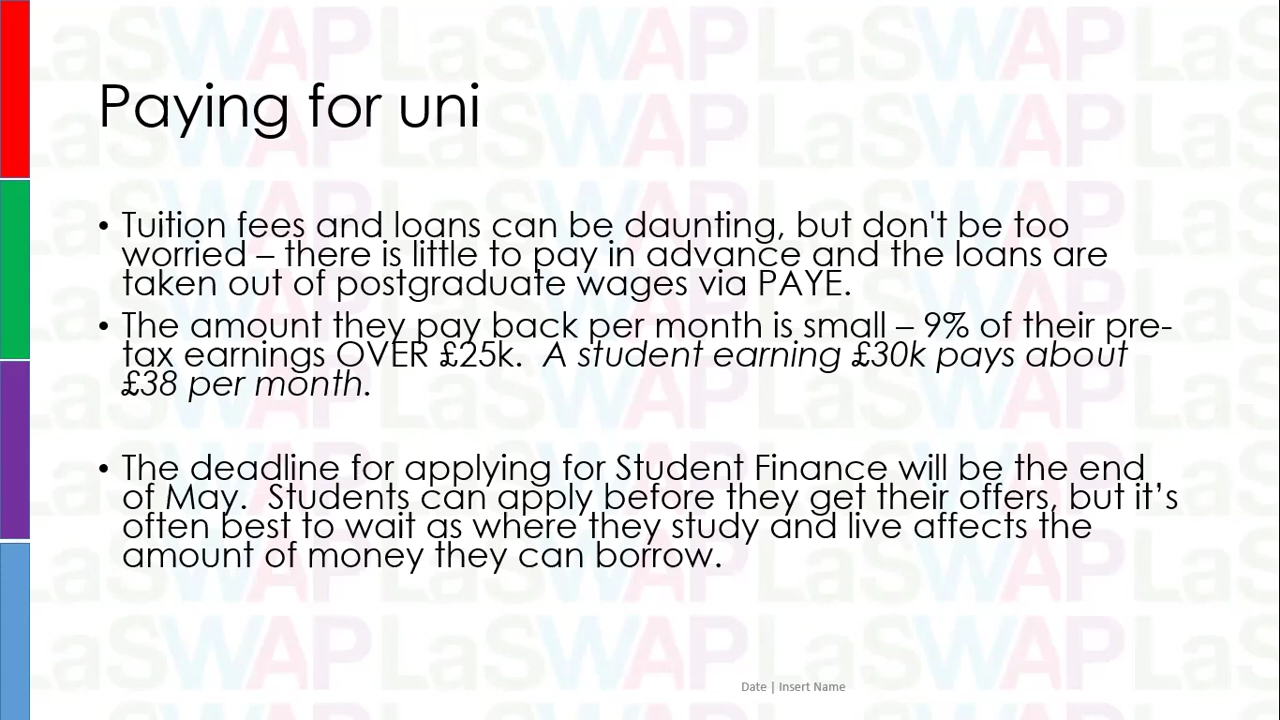 Paying for uni
• Tuition fees and loans can be daunting, but don't be too
worried – there is little to pay in advance and the loans are
taken out of postgraduate wages via PAYE.
• The amount they pay back per month is small – 9% of their pre-
tax earnings OVER £25k.  A student earning £30k pays about
£38 per month.
• The deadline for applying for Student Finance will be the end
of May.  Students can apply before they get their offers, but it’s
often best to wait as where they study and live affects the
amount of money they can borrow.
Date | Insert Name